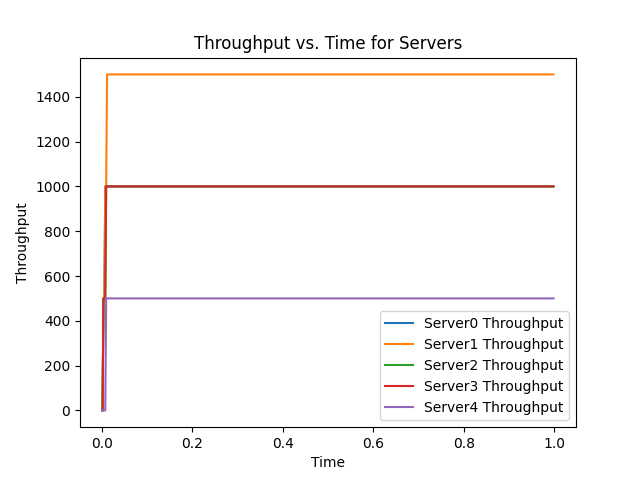 Throughput vs. Time for Servers
1400
1200
1000
800
600
400
200
0
Throughput
0.0 0.2 0.4 0.6 0.8 1.0
Time
Server0 Throughput
Server1 Throughput
Server2 Throughput
Server3 Throughput
Server4 Throughput